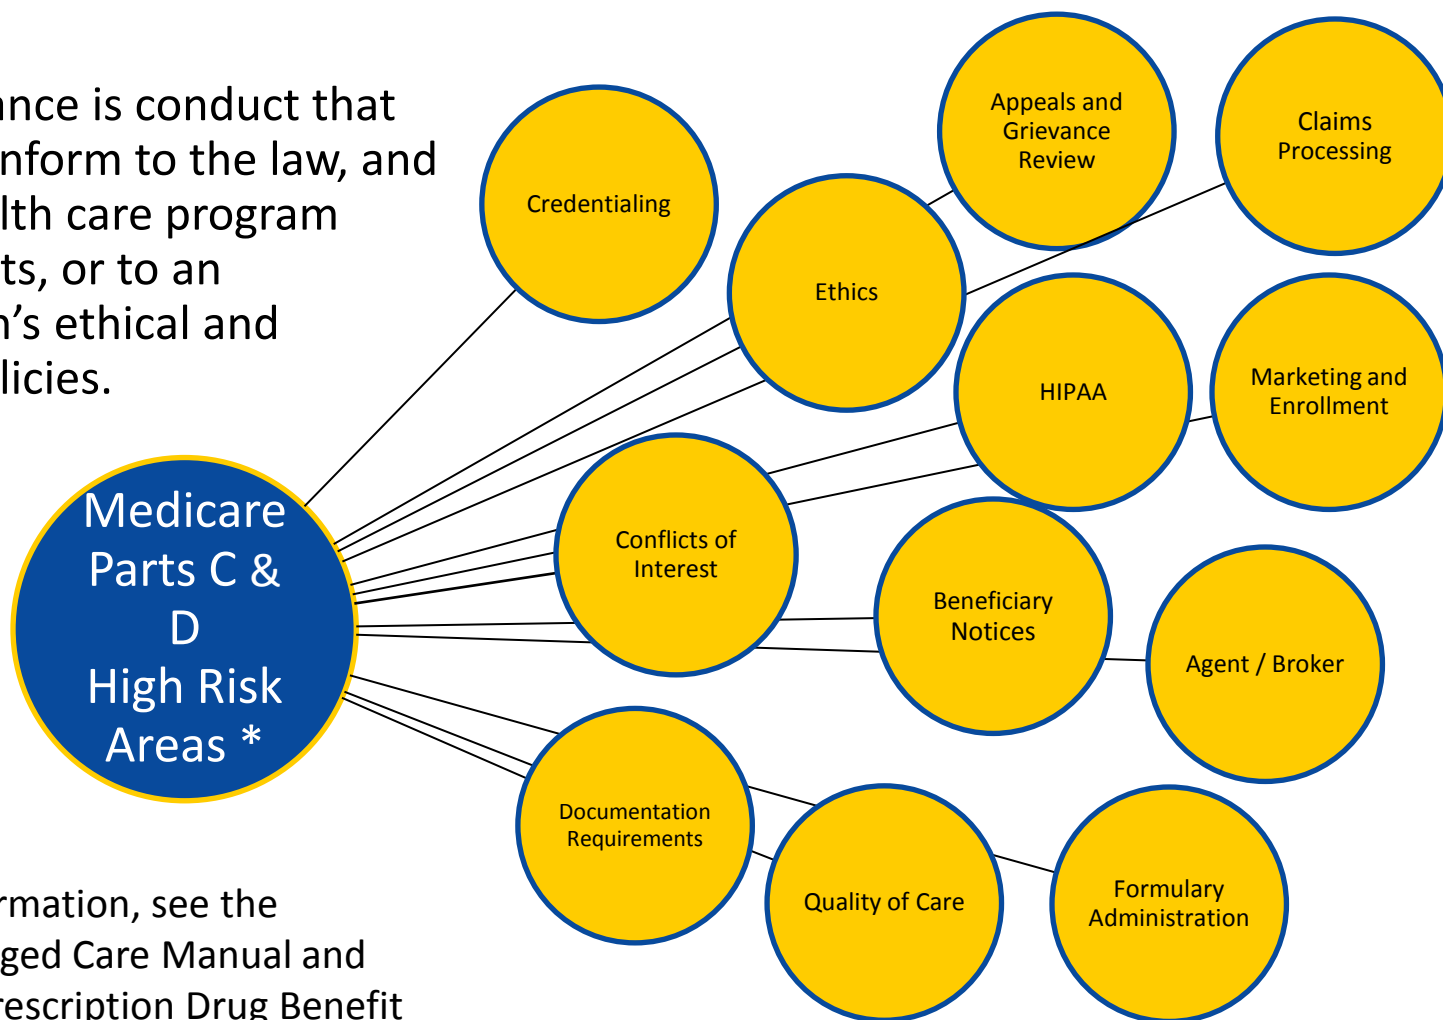 ance is conduct that
nform to the law, and
lth care program
ts, or to an
n’s ethical and
licies.
Credentialing
Appeals and
Grievance
Review
Claims
Processing
Ethics
HIPAA
Marketing and
Enrollment
Medicare
Parts C &
D
High Risk
Areas *
Conflicts of
Interest
Beneficiary
Notices
Agent / Broker
Documentation
Requirements
Quality of Care
Formulary
Administration
rmation, see the
ged Care Manual and
rescription Drug Benefit